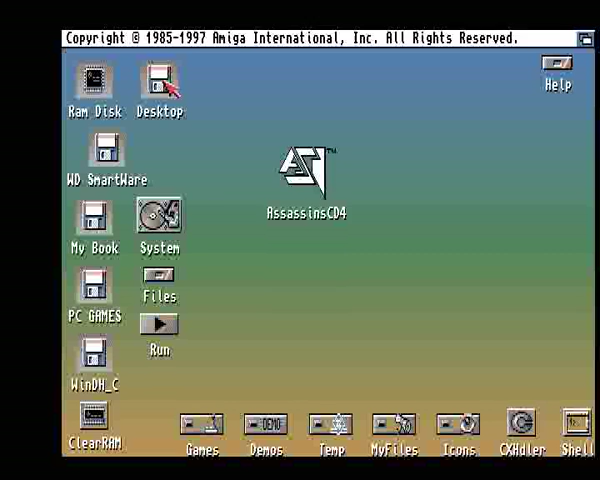 Copyright © 1985-1997 Amiga International, Inc. All Rights Reserved.
Ram Disk
Desktop
Help
WD SmartWare
AssassinsCD4
My Book
System
Files
PC GAMES
Run
WinDH_C
ClearRAM
Games
Demos
Temp
MyFiles
Icons
CXHdler
Shell